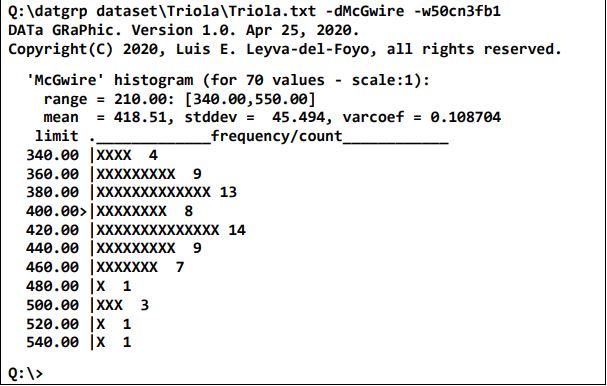 Q:\datgrp dataset\Triola\Triola.txt -dMcGwire -w50cn3fb1
DATa GRaPhic. Version 1.0. Apr 25, 2020.
Copyright(C) 2020, Luis E. Leyva-del-Foyo, all rights reserved.
'McGwire' histogram (for 70 values - scale:1):
range = 210.00: [340.00,550.00]
mean  = 418.51, stddev =  45.494, varcoef = 0.108704
limit .____________frequency/count___________
340.00 |XXXX  4
360.00 |XXXXXXXXX  9
380.00 |XXXXXXXXXXXXX 13
400.00>|XXXXXXXX  8
420.00 |XXXXXXXXXXXXXX 14
440.00 |XXXXXXXXX  9
460.00 |XXXXXXX  7
480.00 |X  1
500.00 |XXX  3
520.00 |X  1
540.00 |X  1
Q:\>